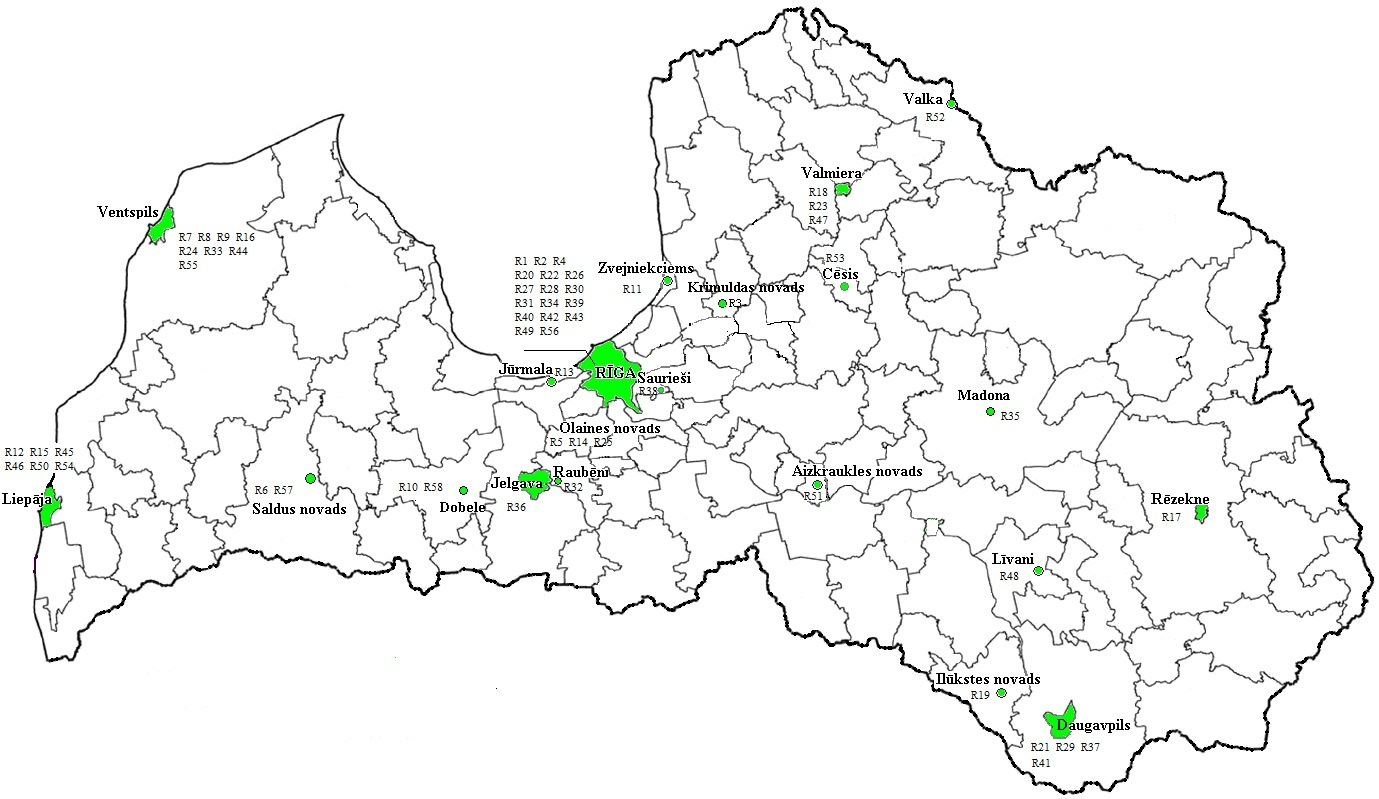 Valka
R52
Valmiera
R18
R23
R47
Ventspils
R7 R8 R9 R16
R24 R33 R44
R55
R1 R2 R4
R20 R22 R26
R27 R28 R30
R31 R34 R39
R40 R42 R43
R49 R56
Zvejniekciems
R11
R53
Cēsis
Krimuldas novads
R3
Jūrmala R13
RĪGA
Saurieši
R38
Madona
R35
Olaines novads
R5 R14 R25
R12 R15 R45
R46 R50 R54
Liepāja
R6 R57
Saldus novads
R10 R58
Dobele
Jelgava
R36
Raubēni
R32
Aizkraukles novads
R51
Rēzekne
R17
Līvani
R48
Ilūkstes novads
R19
Daugavpils
R21 R29 R37
R41